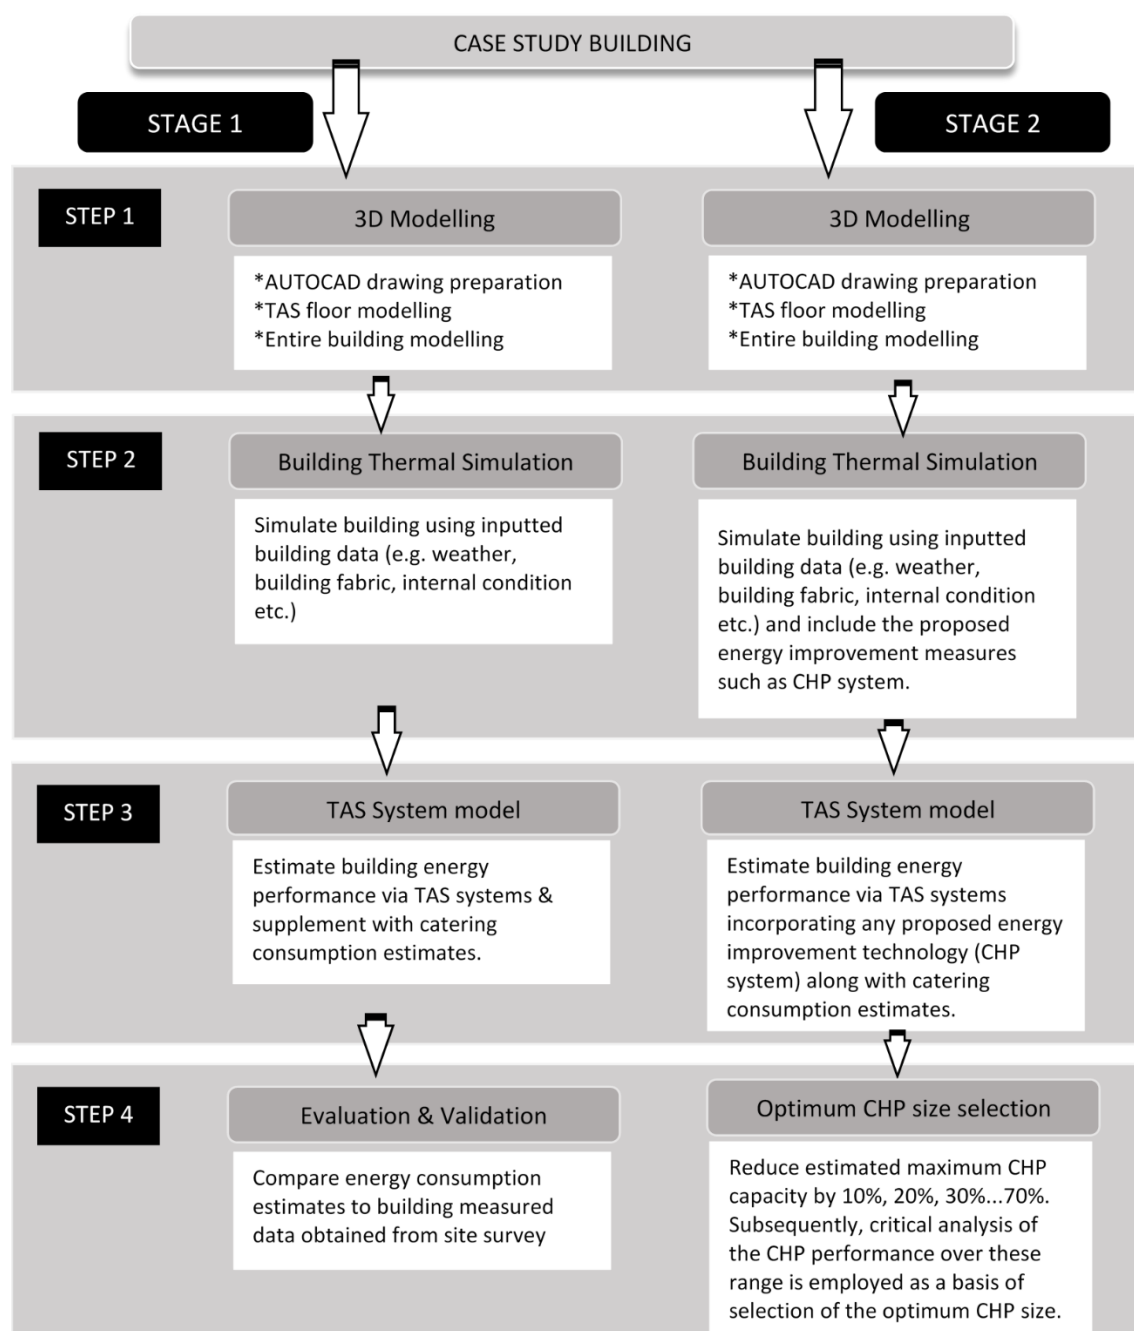 CASE STUDY BUILDING
STAGE 1
STAGE 2
STEP 1
3D Modelling
*AUTOCAD drawing preparation
*TAS floor modelling
*Entire building modelling
3D Modelling
*AUTOCAD drawing preparation
*TAS floor modelling
*Entire building modelling
STEP 2
Building Thermal Simulation
Simulate building using inputted
building data (e.g. weather,
building fabric, internal condition
etc.)
Building Thermal Simulation
Simulate building using inputted
building data (e.g. weather,
building fabric, internal condition
etc.) and include the proposed
energy improvement measures
such as CHP system.
STEP 3
TAS System model
Estimate building energy
performance via TAS systems &
supplement with catering
consumption estimates.
TAS System model
Estimate building energy
performance via TAS systems
incorporating any proposed energy
improvement technology (CHP
system) along with catering
consumption estimates.
STEP 4
Evaluation & Validation
Compare energy consumption
estimates to building measured
data obtained from site survey
Optimum CHP size selection
Reduce estimated maximum CHP
capacity by 10%, 20%, 30%...70%.
Subsequently, critical analysis of
the CHP performance over these
range is employed as a basis of
selection of the optimum CHP size.